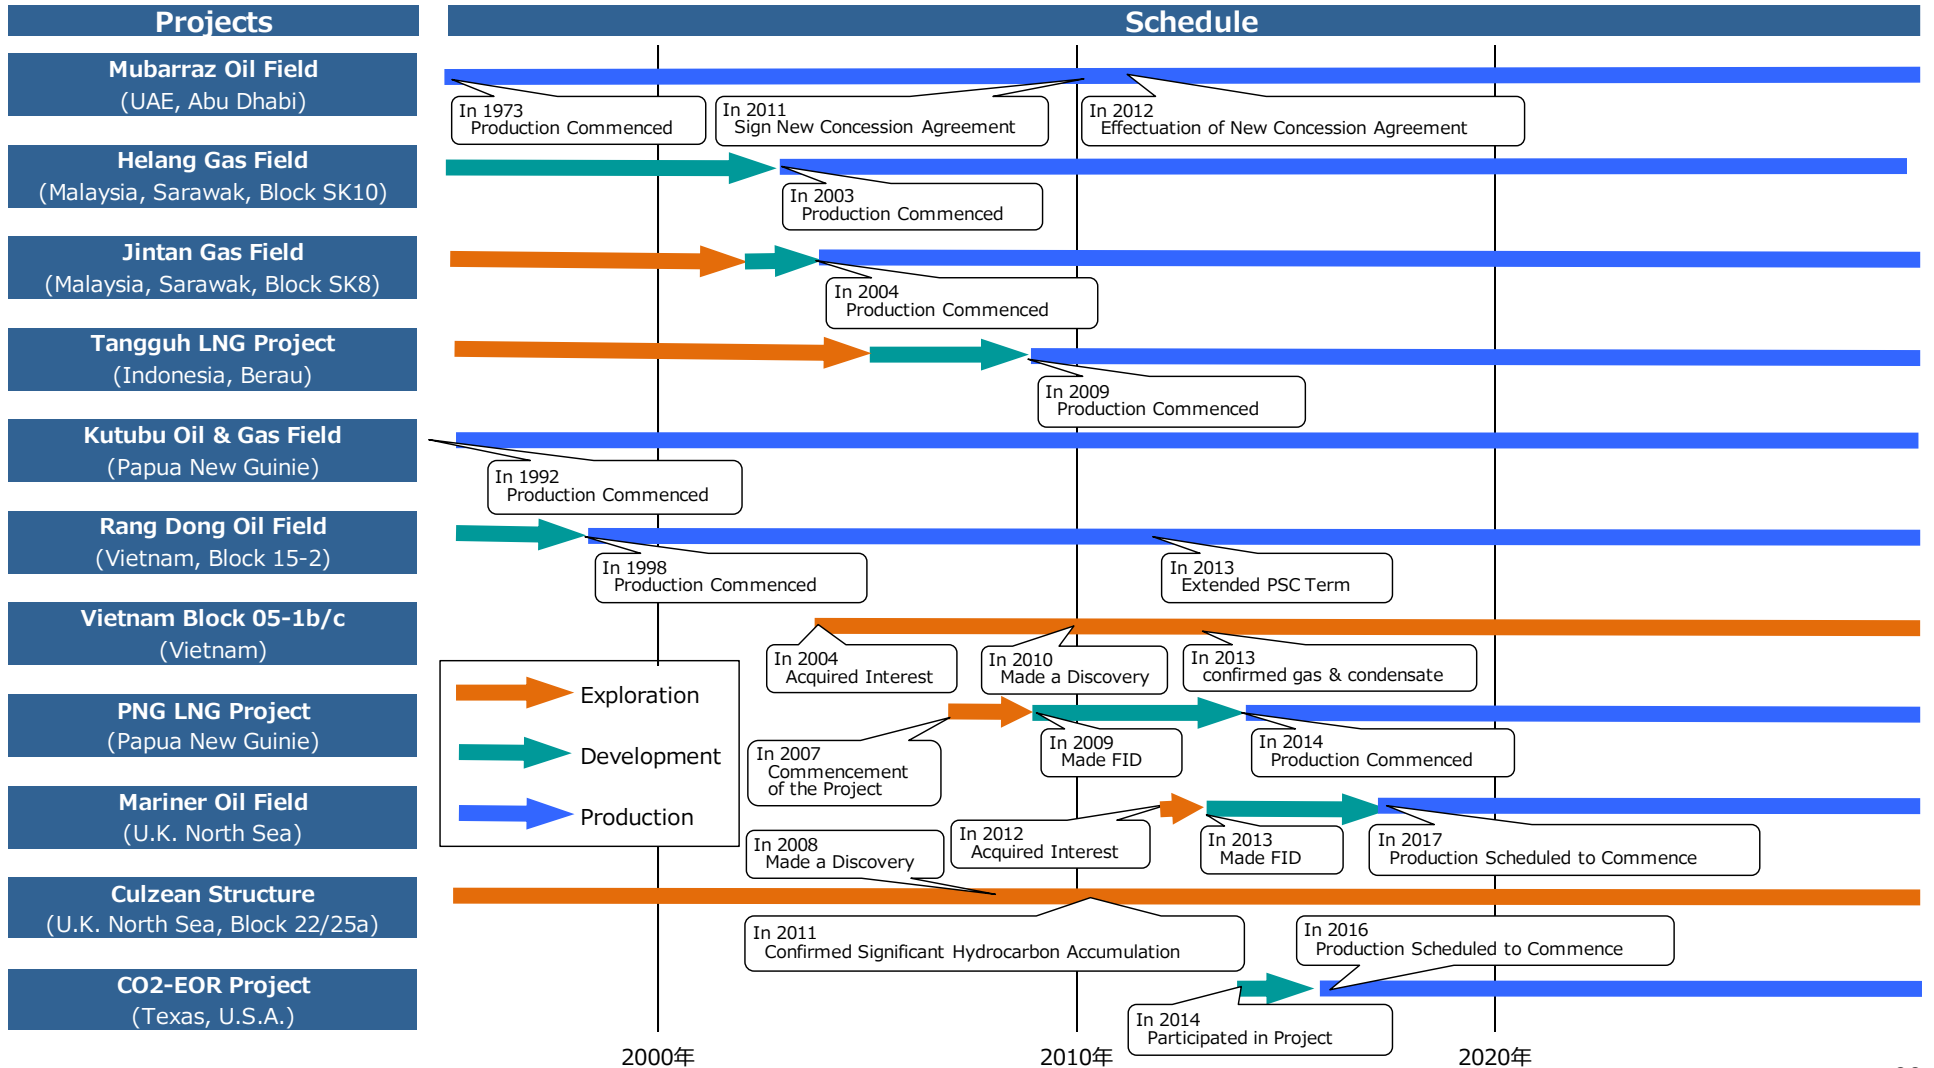 Projects
Schedule
Mubarraz Oil Field
(UAE, Abu Dhabi)
In 1973
Production Commenced
In 2011
Sign New Concession Agreement
In 2012
Effectuation of New Concession Agreement
Helang Gas Field
(Malaysia, Sarawak, Block SK10)
In 2003
Production Commenced
Jintan Gas Field
(Malaysia, Sarawak, Block SK8)
In 2004
Production Commenced
Tangguh LNG Project
(Indonesia, Berau)
In 2009
Production Commenced
Kutubu Oil & Gas Field
(Papua New Guinie)
In 1992
Production Commenced
Rang Dong Oil Field
(Vietnam, Block 15-2)
In 1998
Production Commenced
In 2013
Extended PSC Term
Vietnam Block 05-1b/c
(Vietnam)
In 2004
Acquired Interest
In 2010
Made a Discovery
In 2013
confirmed gas & condensate
Exploration
Development
Production
PNG LNG Project
(Papua New Guinie)
In 2007
Commencement
of the Project
In 2009
Made FID
In 2014
Production Commenced
Mariner Oil Field
(U.K. North Sea)
In 2012
Acquired Interest
In 2013
Made FID
In 2017
Production Scheduled to Commence
Culzean Structure
(U.K. North Sea, Block 22/25a)
In 2008
Made a Discovery
In 2011
Confirmed Significant Hydrocarbon Accumulation
CO2-EOR Project
(Texas, U.S.A.)
In 2016
Production Scheduled to Commence
In 2014
Participated in Project
2000年
2010年
2020年